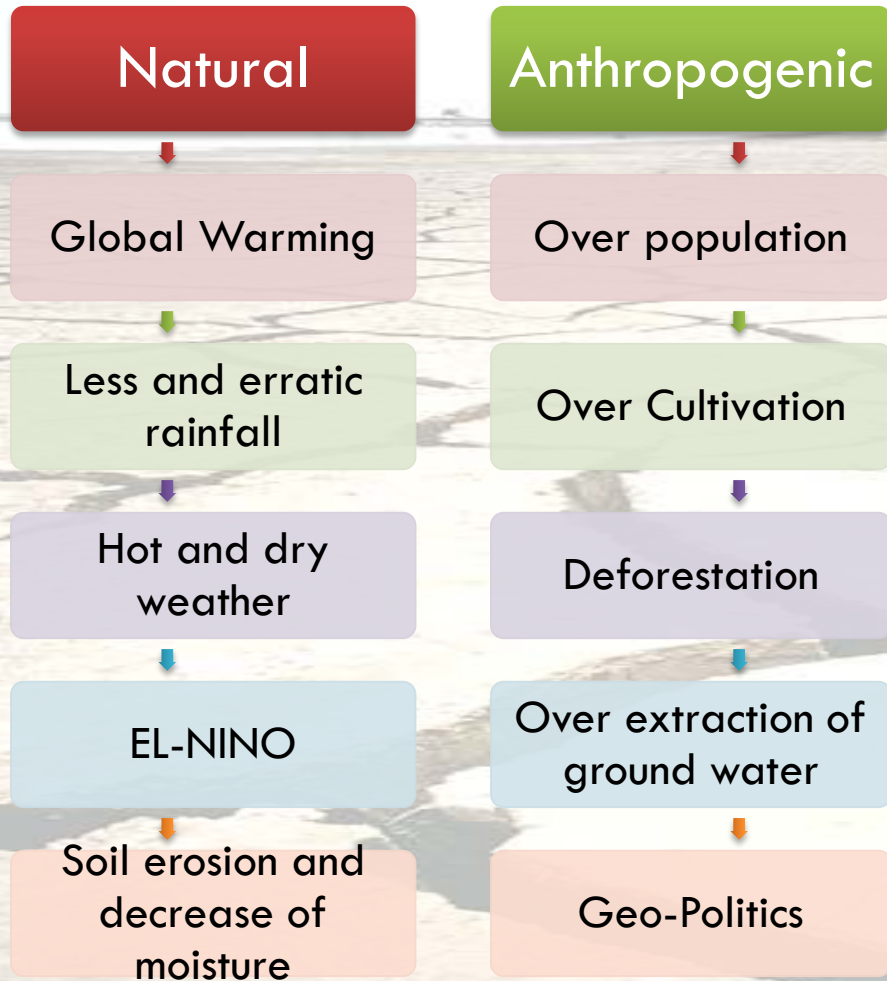 Natural
Global Warming
Less and erratic
rainfall
Hot and dry
weather
EL-NINO
Soil erosion and
decrease of
moisture
Anthropogenic
Over population
Over Cultivation
Deforestation
Over extraction of
ground water
Geo-Politics